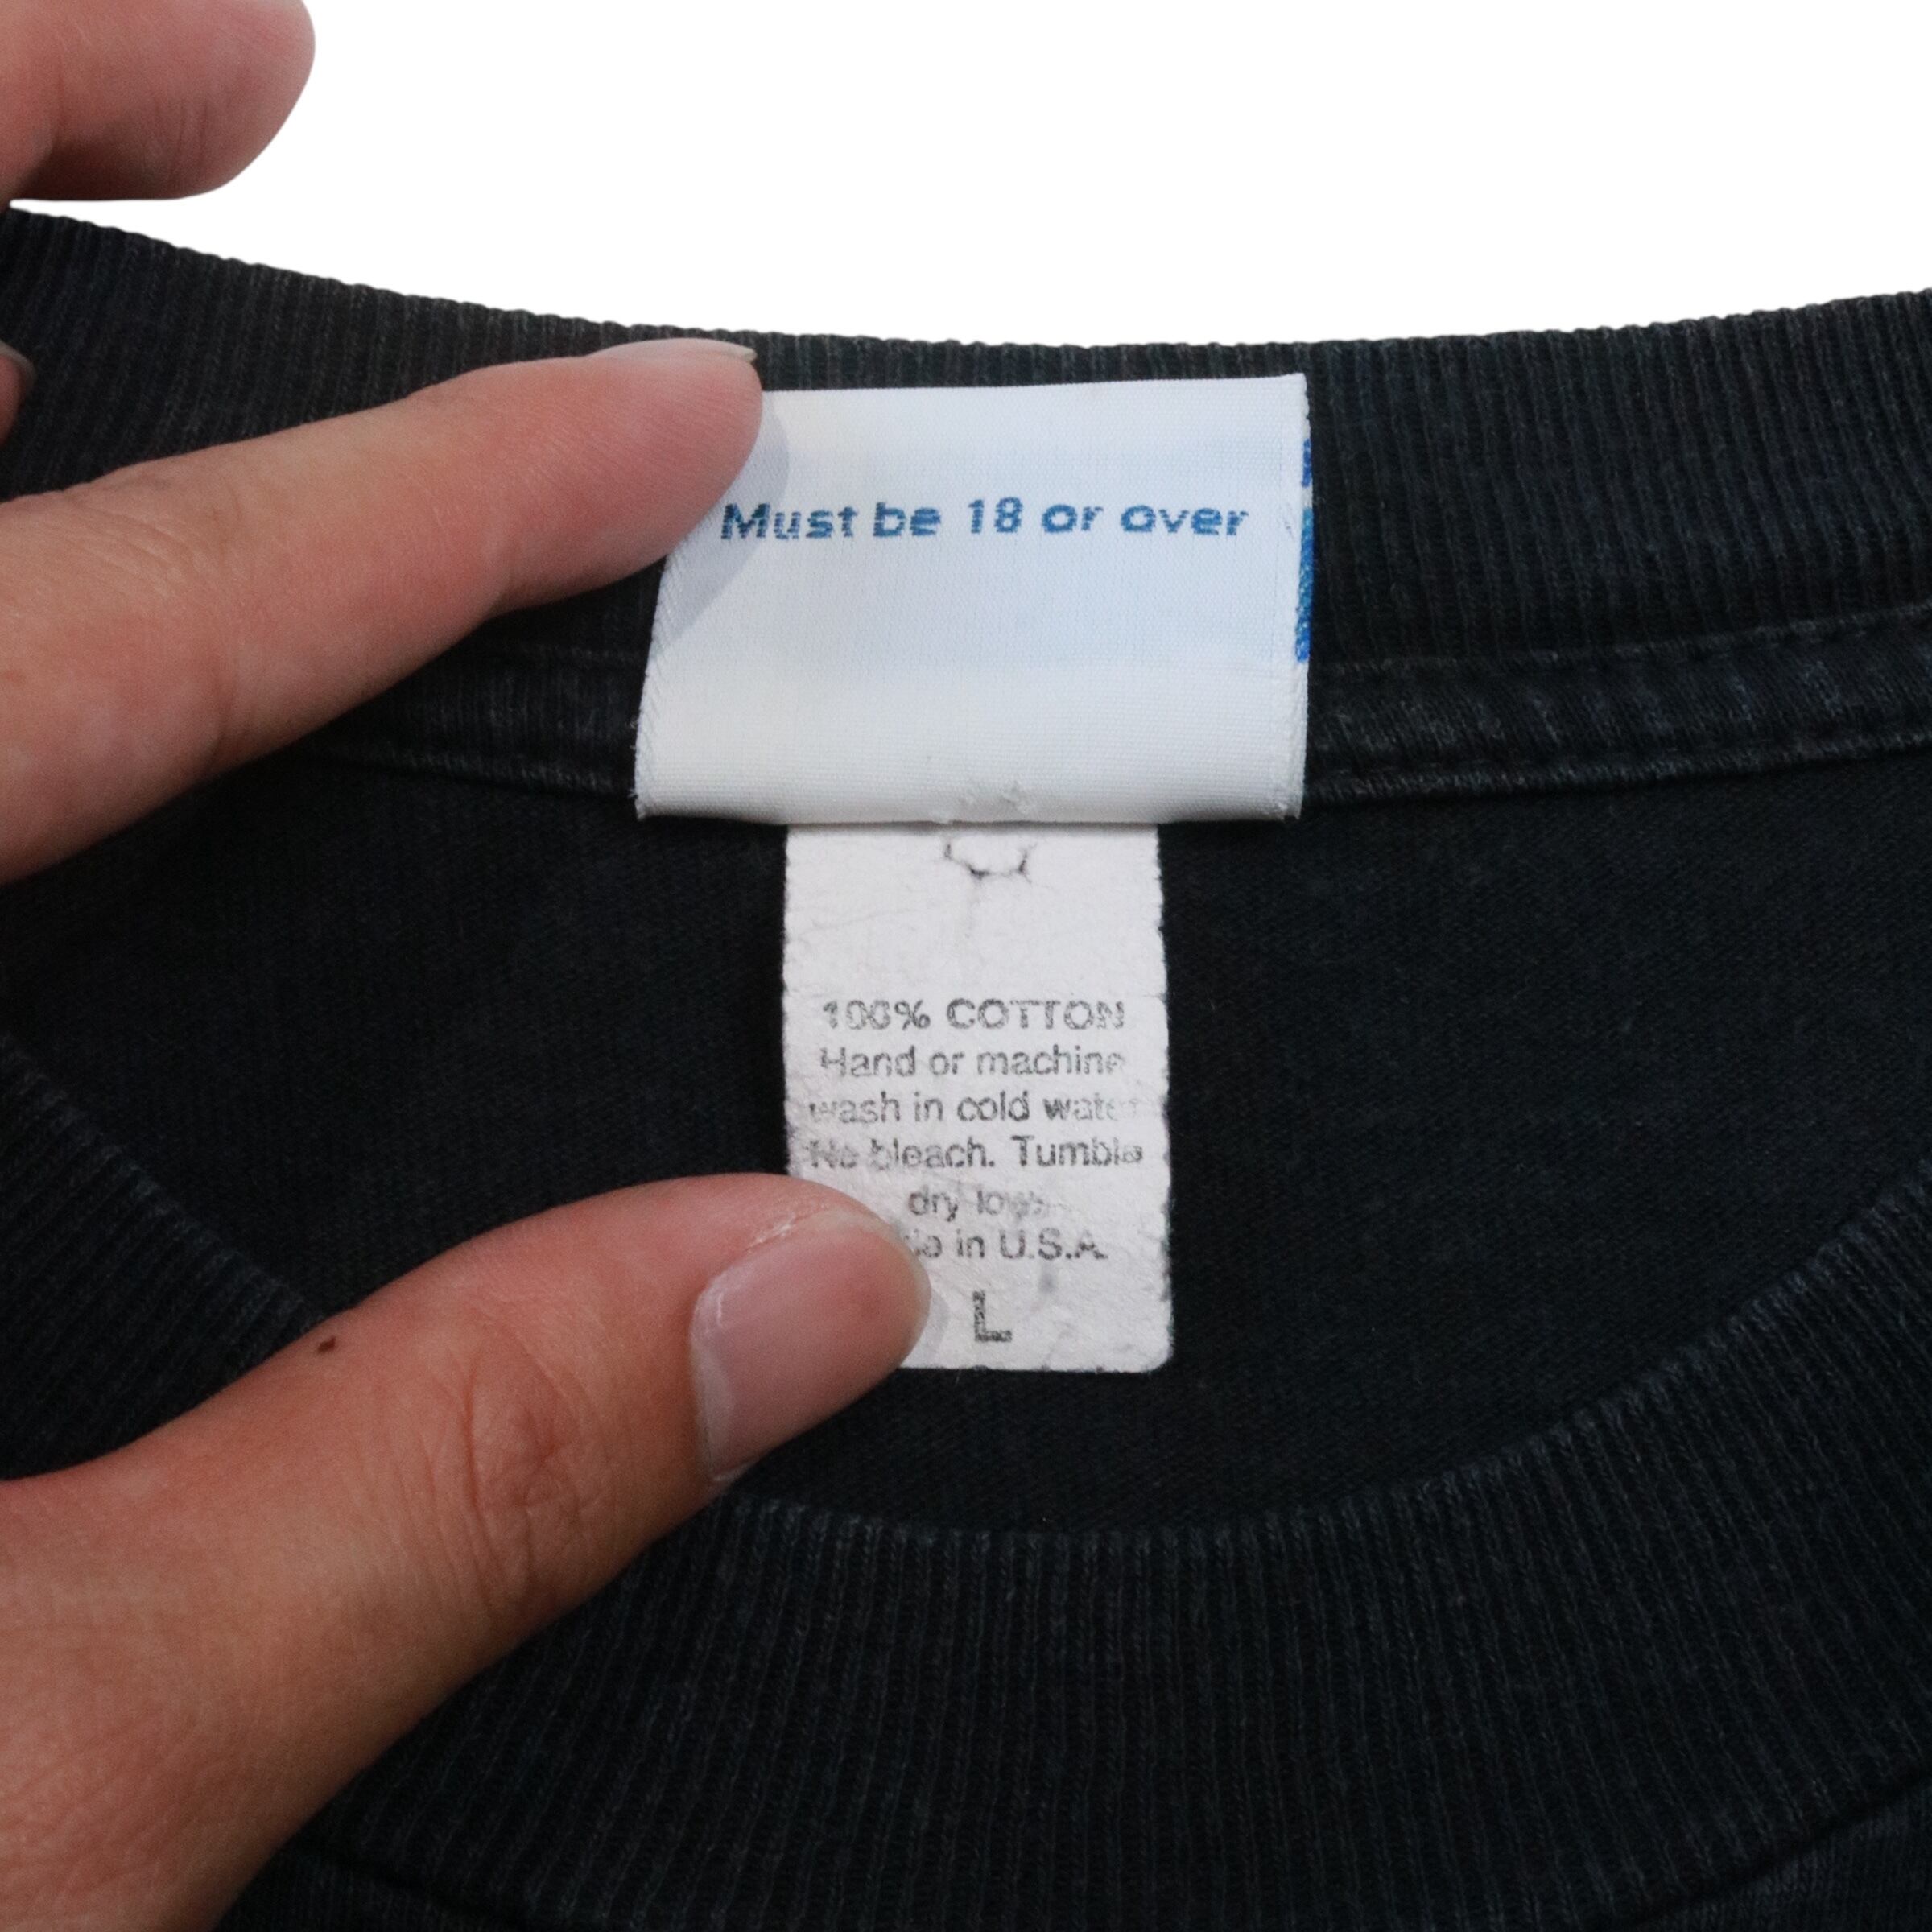 Must be 18 or over
100% COTTON
Hand or machine
wash in cold water
No bleach. Tumble
dry low.
in U.S.A.
L